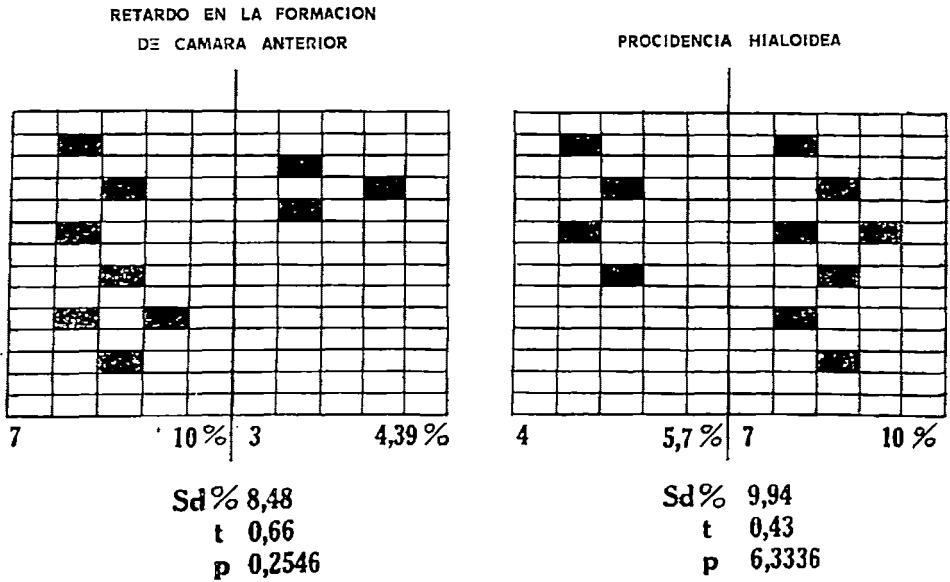 RETARDO EN LA FORMACION
DE CAMARA ANTERIOR
7 10% 3 4,39%
Sd% 8,48
t 0,66
p 0,2546
PROCIDENCIA HIALOIDEA
4 5,7% 7 10%
Sd% 9,94
t 0,43
p 6,3336